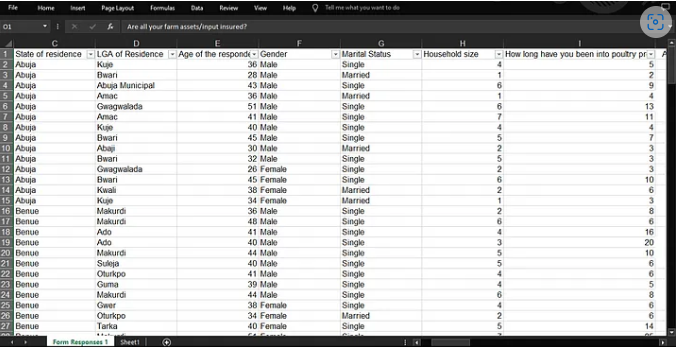 File Home Insert Page Layout Formulas Data Review View Help Tell me what you want to do
O1 Are all your farm assets/input insured?
C D E F G H I
1 State of residence LGA of Residence Age of the responde Gender Marital Status Household size How long have you been into poultry pr
2 Abuja Kuje 36 Male Single 4 5
3 Abuja Bwari 28 Male Married 1 2
4 Abuja Abuja Municipal 43 Male Single 6 9
5 Abuja Amac 36 Male Married 1 4
6 Abuja Gwagwalada 51 Male Single 6 13
7 Abuja Amac 41 Male Single 7 11
8 Abuja Kuje 40 Male Single 4 4
9 Abuja Bwari 45 Male Single 5 7
10 Abuja Abaji 30 Male Married 2 3
11 Abuja Bwari 32 Male Single 5 3
12 Abuja Gwagwalada 26 Female Single 2 3
13 Abuja Bwari 45 Female Single 6 10
14 Abuja Kwali 38 Female Married 2 6
15 Abuja Kuje 34 Female Married 1 3
16 Benue Makurdi 36 Male Single 2 8
17 Benue Makurdi 48 Male Single 6 6
18 Benue Ado 41 Male Single 4 16
19 Benue Ado 40 Male Single 3 20
20 Benue Makurdi 44 Male Single 5 10
21 Benue Suleja 40 Male Single 5 6
22 Benue Oturkpo 41 Male Single 4 6
23 Benue Guma 39 Male Single 4 5
24 Benue Makurdi 44 Male Single 6 8
25 Benue Gwer 38 Female Single 4 6
26 Benue Oturkpo 34 Female Married 2 6
27 Benue Tarka 40 Female Single 5 14
Form Responses 1 Sheet1